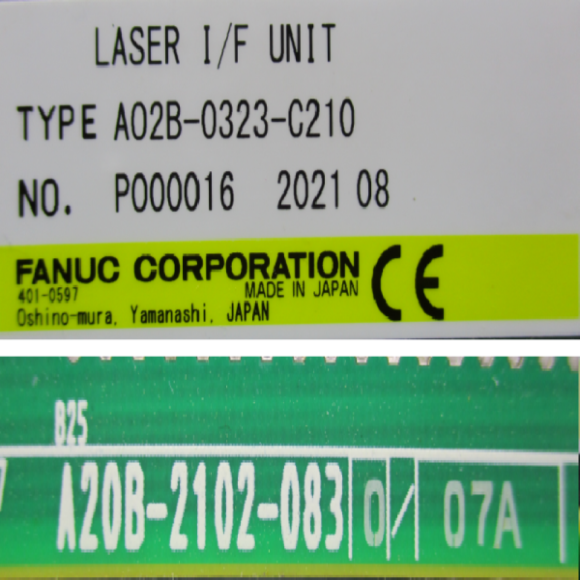 LASER I/F UNIT
TYPE A02B-0323-C210
NO. P000016 2021 08
FANUC CORPORATION CE
401-0597 MADE IN JAPAN
Oshino-mura, Yamanashi, JAPAN
B25
A20B-2102-083 0/ 07A